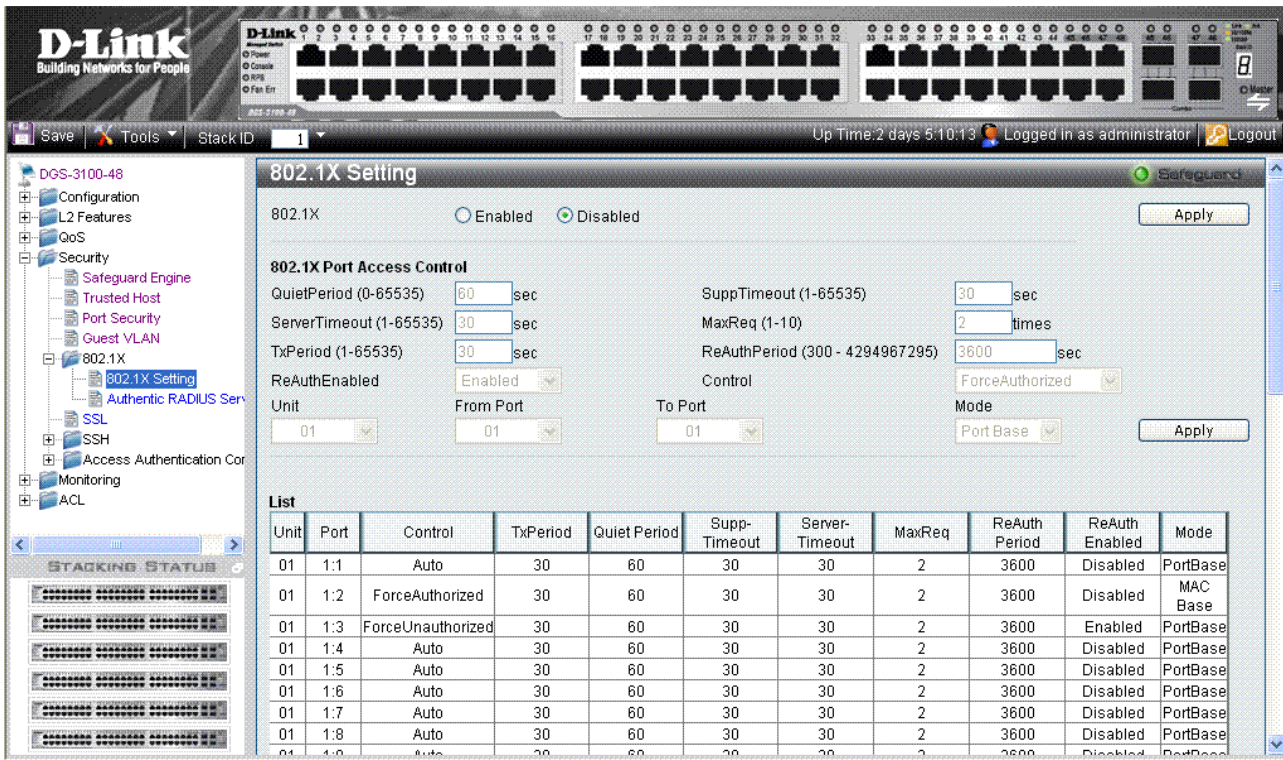 D-Link
Building Networks for People
D-Link
Power
Console
RPS
Fan Err
DGS-3100-48
Combo
Master
Save
Tools
Stack ID
1
Up Time:2 days 5:10:13
Logged in as administrator
Logout
DGS-3100-48
Configuration
L2 Features
QoS
Security
Safeguard Engine
Trusted Host
Port Security
Guest VLAN
802.1X
802.1X Setting
Authentic RADIUS Serv
SSL
SSH
Access Authentication Con
Monitoring
ACL
STACKING STATUS
802.1X Setting
Safeguard
802.1X Enabled Disabled Apply
802.1X Port Access Control
QuietPeriod (0-65535) 60 sec SuppTimeout (1-65535) 30 sec
ServerTimeout (1-65535) 30 sec MaxReq (1-10) 2 times
TxPeriod (1-65535) 30 sec ReAuthPeriod (300 - 4294967295) 3600 sec
ReAuthEnabled Enabled Control ForceAuthorized
Unit From Port To Port Mode
01 01 01 Port Base Apply
List
Unit Port Control TxPeriod Quiet Period Supp-Timeout Server-Timeout MaxReq ReAuth Period ReAuth Enabled Mode
01 1:1 Auto 30 60 30 30 2 3600 Disabled PortBase
01 1:2 ForceAuthorized 30 60 30 30 2 3600 Disabled MAC Base
01 1:3 ForceUnauthorized 30 60 30 30 2 3600 Enabled PortBase
01 1:4 Auto 30 60 30 30 2 3600 Disabled PortBase
01 1:5 Auto 30 60 30 30 2 3600 Disabled PortBase
01 1:6 Auto 30 60 30 30 2 3600 Disabled PortBase
01 1:7 Auto 30 60 30 30 2 3600 Disabled PortBase
01 1:8 Auto 30 60 30 30 2 3600 Disabled PortBase